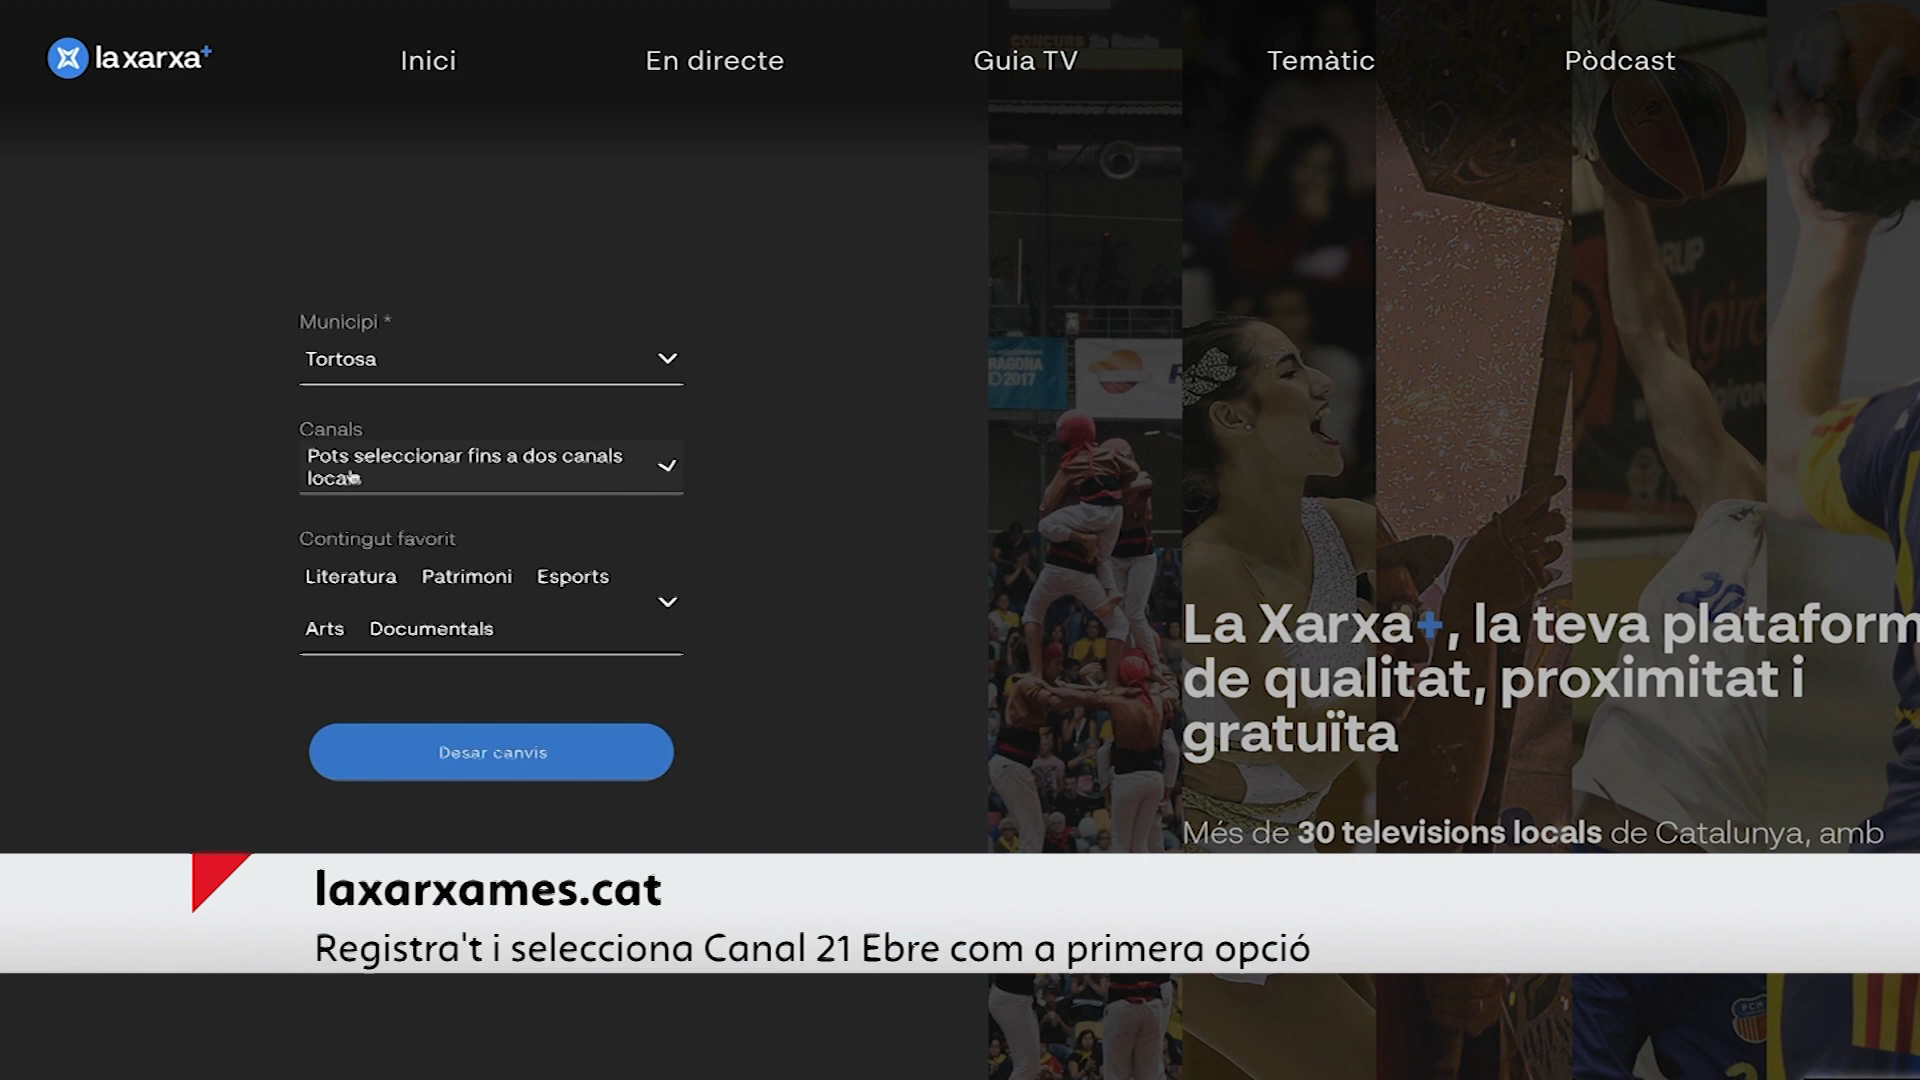 laxarxa+
Inici
En directe
Guia TV
Temàtic
Pòdcast
Municipi *
Tortosa
Canals
Pots seleccionar fins a dos canals
locals
Contingut favorit
Literatura Patrimoni Esports
Arts Documentals
Desar canvis
RAGONA
2017
La Xarxa+, la teva plataform
de qualitat, proximitat i
gratuïta
Més de 30 televisions locals de Catalunya, amb
laxarxames.cat
Registra't i selecciona Canal 21 Ebre com a primera opció